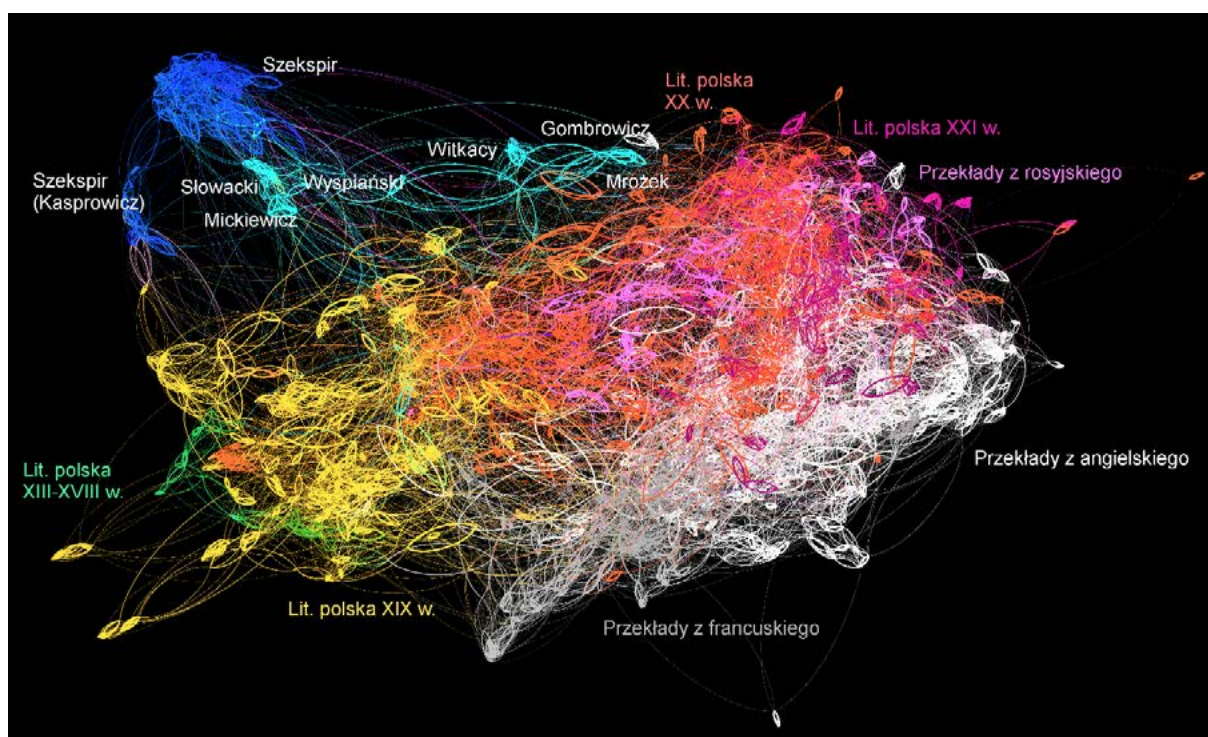 Szekspir
Lit. polska
XX w.
Gombrowicz
Lit. polska XXI w.
Witkacy
Przekłady z rosyjskiego
Szekspir
(Kasprowicz)
Słowacki
Wyspiański
Mrożek
Mickiewicz
Lit. polska
XIII-XVIII w.
Przekłady z angielskiego
Lit. polska XIX w.
Przekłady z francuskiego